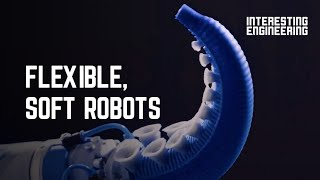 INTERESTING
ENGINEERING
FLEXIBLE,
SOFT ROBOTS